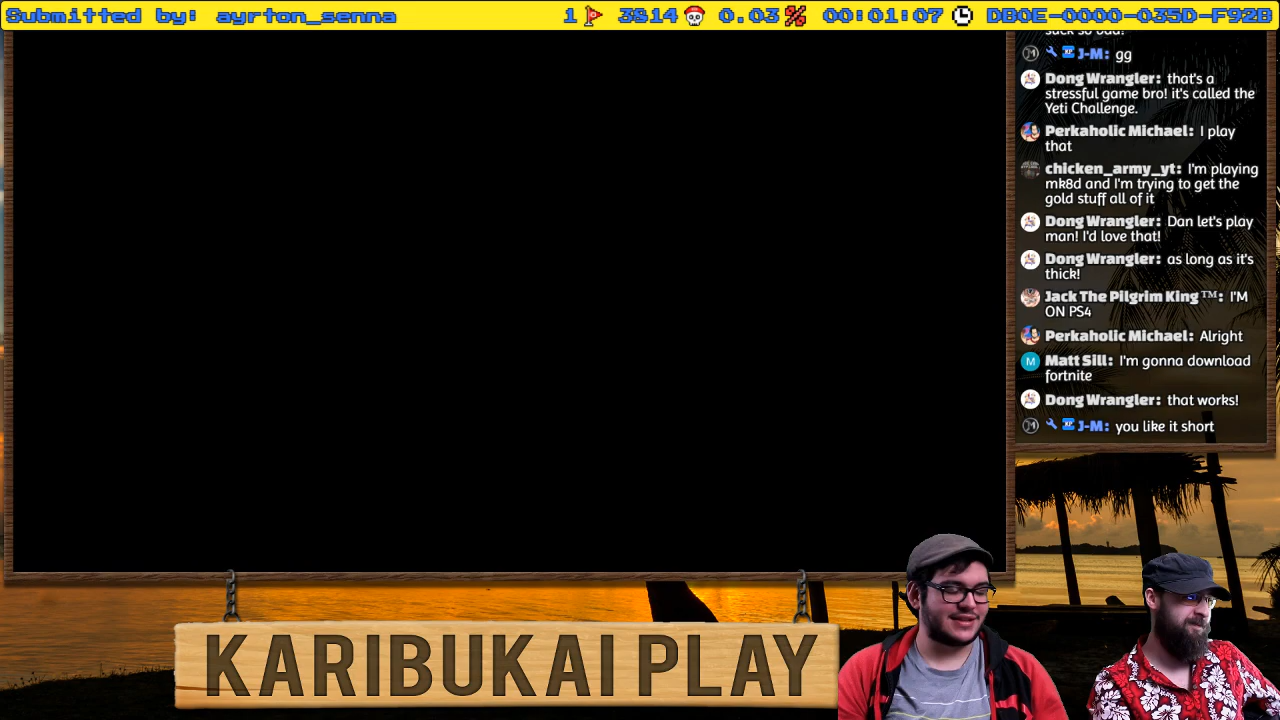 Submitted by: ayrton_senna 1 3814 0.03% 00:01:07 DB0E-0000-035D-F92B
J-M: gg
Dong Wrangler: that's a
stressful game bro! it's called the
Yeti Challenge.
Perkaholic Michael: I play
that
chicken_army_yt: I'm playing
mk8d and I'm trying to get the
gold stuff all of it
Dong Wrangler: Dan let's play
man! I'd love that!
Dong Wrangler: as long as it's
thick!
Jack The Pilgrim King™: I'M
ON PS4
Perkaholic Michael: Alright
M Matt Sill: I'm gonna download
fortnite
Dong Wrangler: that works!
J-M: you like it short
KARIBUKAI PLAY